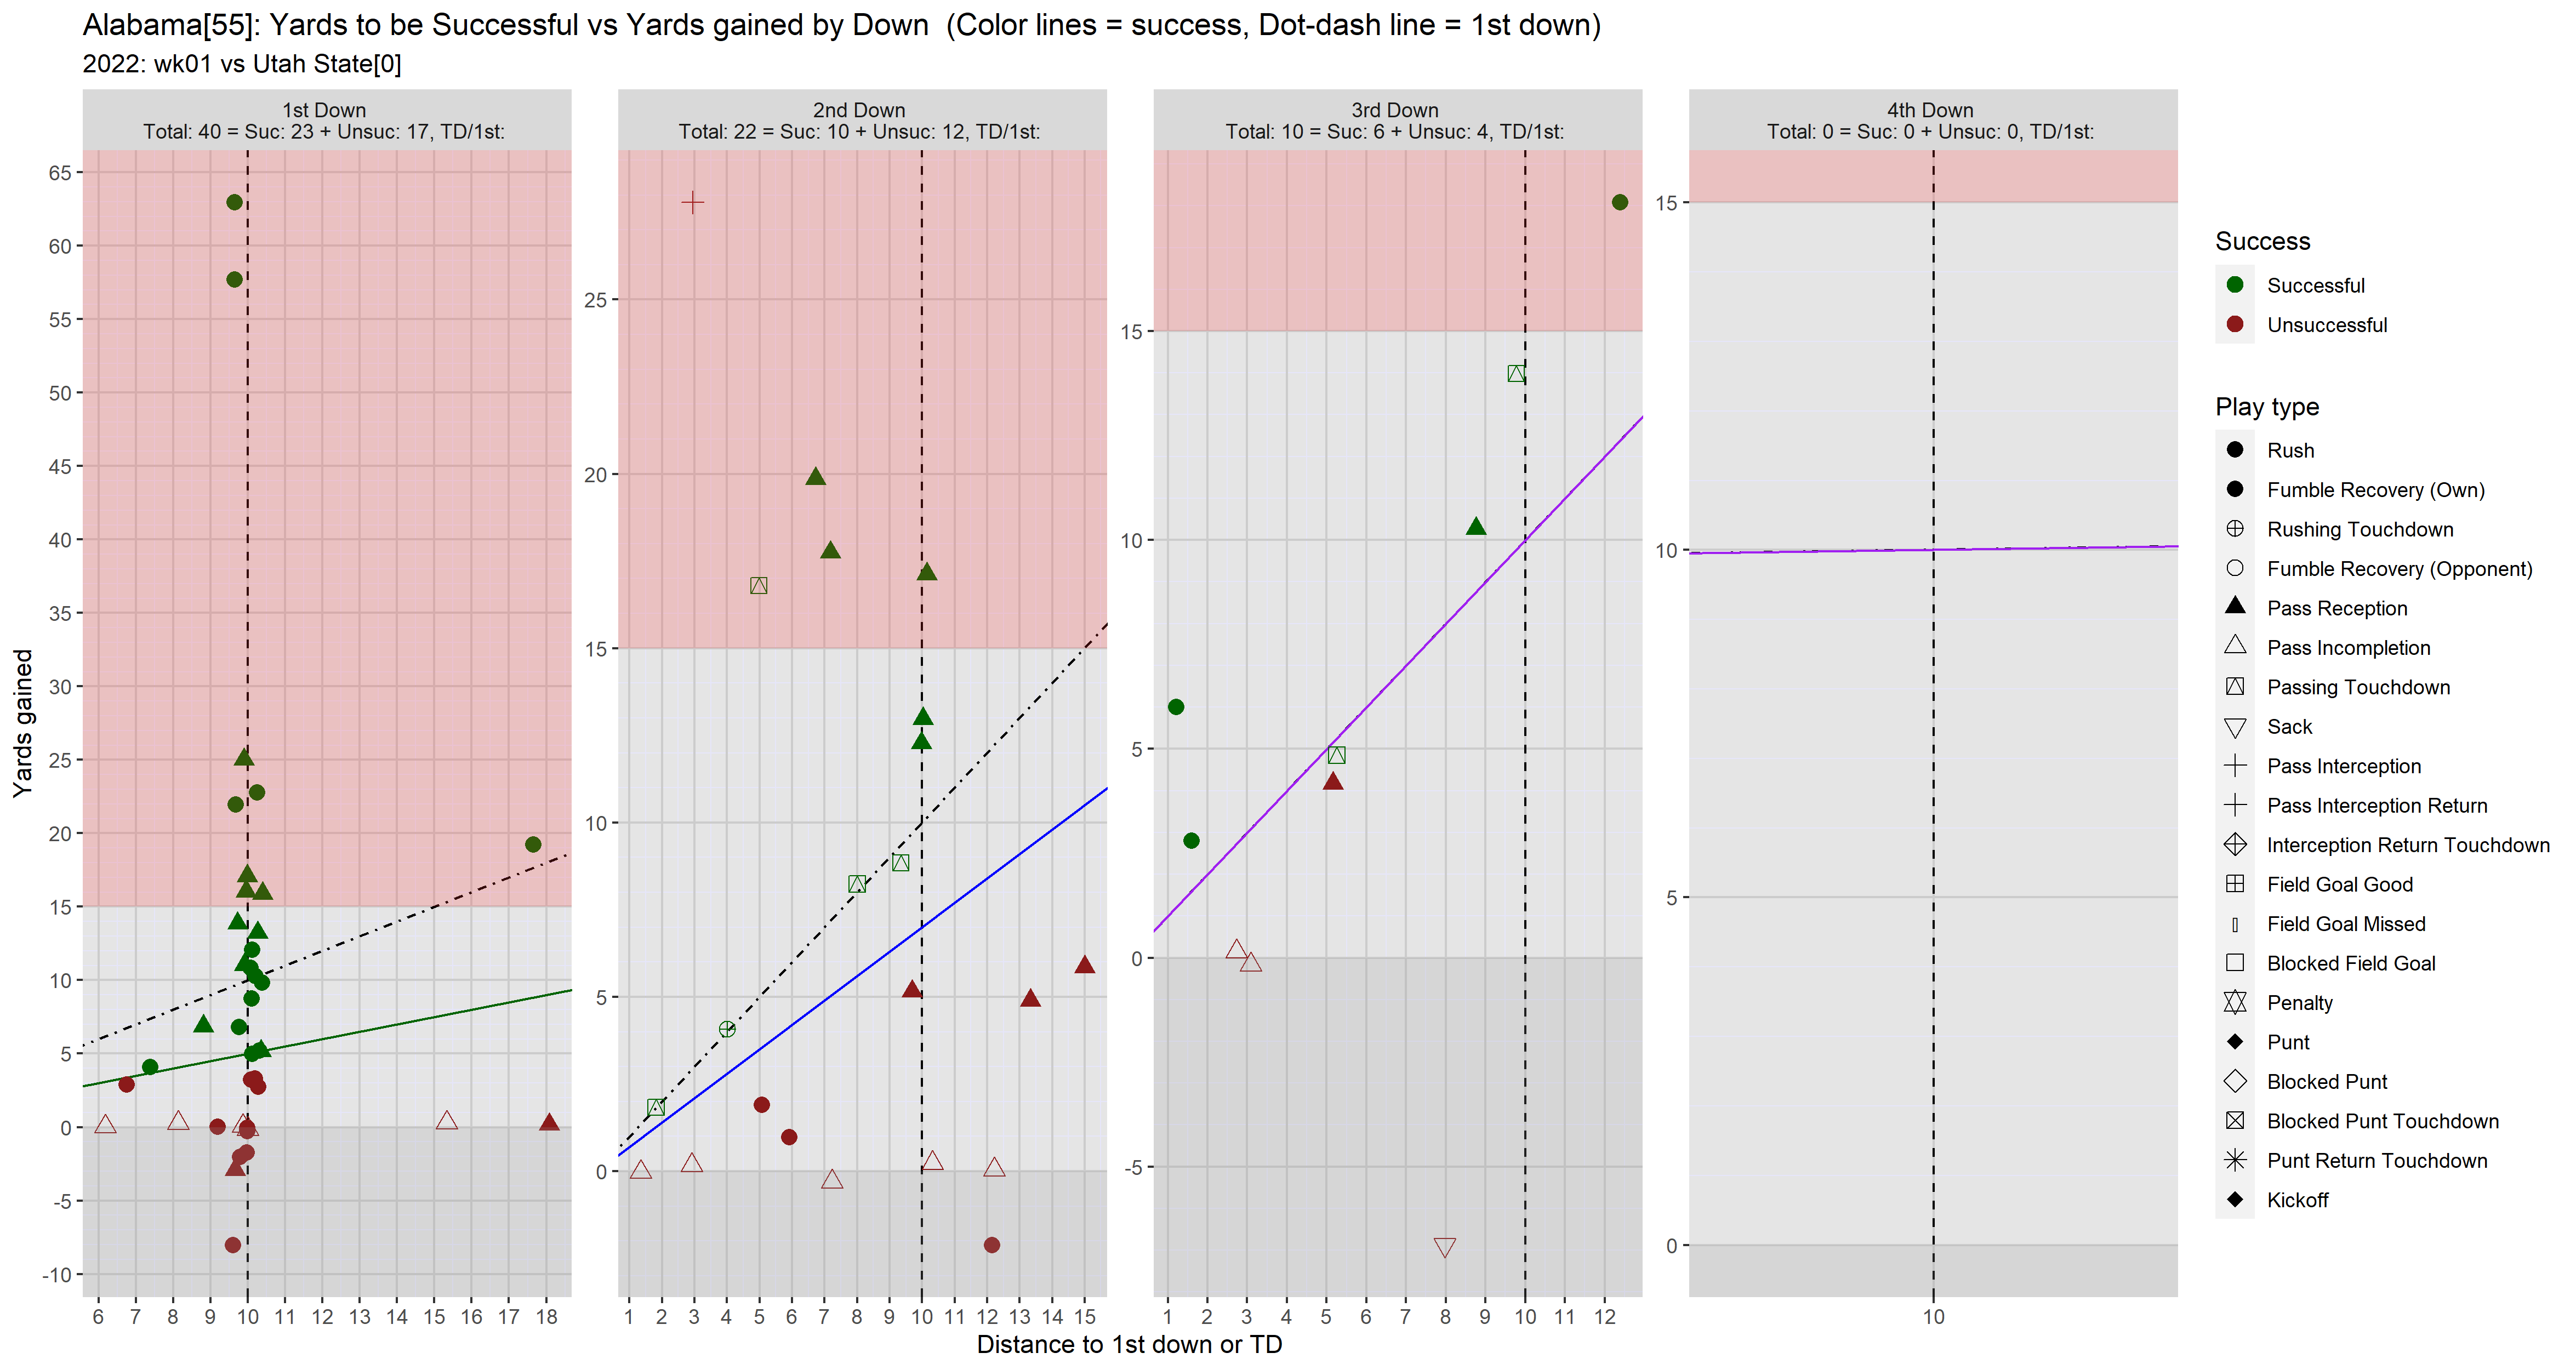 Alabama[55]: Yards to be Successful vs Yards gained by Down  (Color lines = success, Dot-dash line = 1st down)
2022: wk01 vs Utah State[0]
1st Down
Total: 40 = Suc: 23 + Unsuc: 17, TD/1st:
2nd Down
Total: 22 = Suc: 10 + Unsuc: 12, TD/1st:
3rd Down
Total: 10 = Suc: 6 + Unsuc: 4, TD/1st:
4th Down
Total: 0 = Suc: 0 + Unsuc: 0, TD/1st:
Yards gained
65
60
55
50
45
40
35
30
25
20
15
10
5
0
-5
-10
6 7 8 9 10 11 12 13 14 15 16 17 18
25
20
15
10
5
0
1 2 3 4 5 6 7 8 9 10 11 12 13 14 15
15
10
5
0
-5
1 2 3 4 5 6 7 8 9 10 11 12
15
10
5
0
10
Distance to 1st down or TD
Success
Successful
Unsuccessful
Play type
Rush
Fumble Recovery (Own)
Rushing Touchdown
Fumble Recovery (Opponent)
Pass Reception
Pass Incompletion
Passing Touchdown
Sack
Pass Interception
Pass Interception Return
Interception Return Touchdown
Field Goal Good
Field Goal Missed
Blocked Field Goal
Penalty
Punt
Blocked Punt
Blocked Punt Touchdown
Punt Return Touchdown
Kickoff